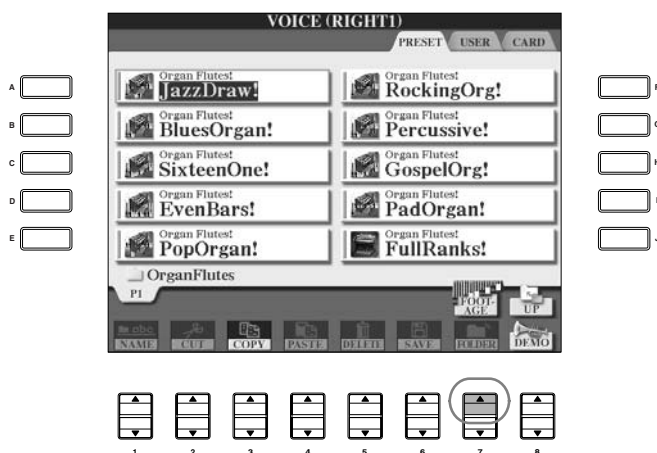 VOICE (RIGHT1)
PRESET USER CARD
A
Organ Flutes!
JazzDraw!
Organ Flutes!
RockingOrg!
B
Organ Flutes!
BluesOrgan!
Organ Flutes!
Percussive!
C
Organ Flutes!
SixteenOne!
Organ Flutes!
GospelOrg!
D
Organ Flutes!
EvenBars!
Organ Flutes!
PadOrgan!
E
Organ Flutes!
PopOrgan!
Organ Flutes!
FullRanks!
OrganFlutes
P1
FOOT-
AGE
UP
NAME CUT COPY PASTE DELETE SAVE FOLDER DEMO
1 2 3 4 5 6 7 8